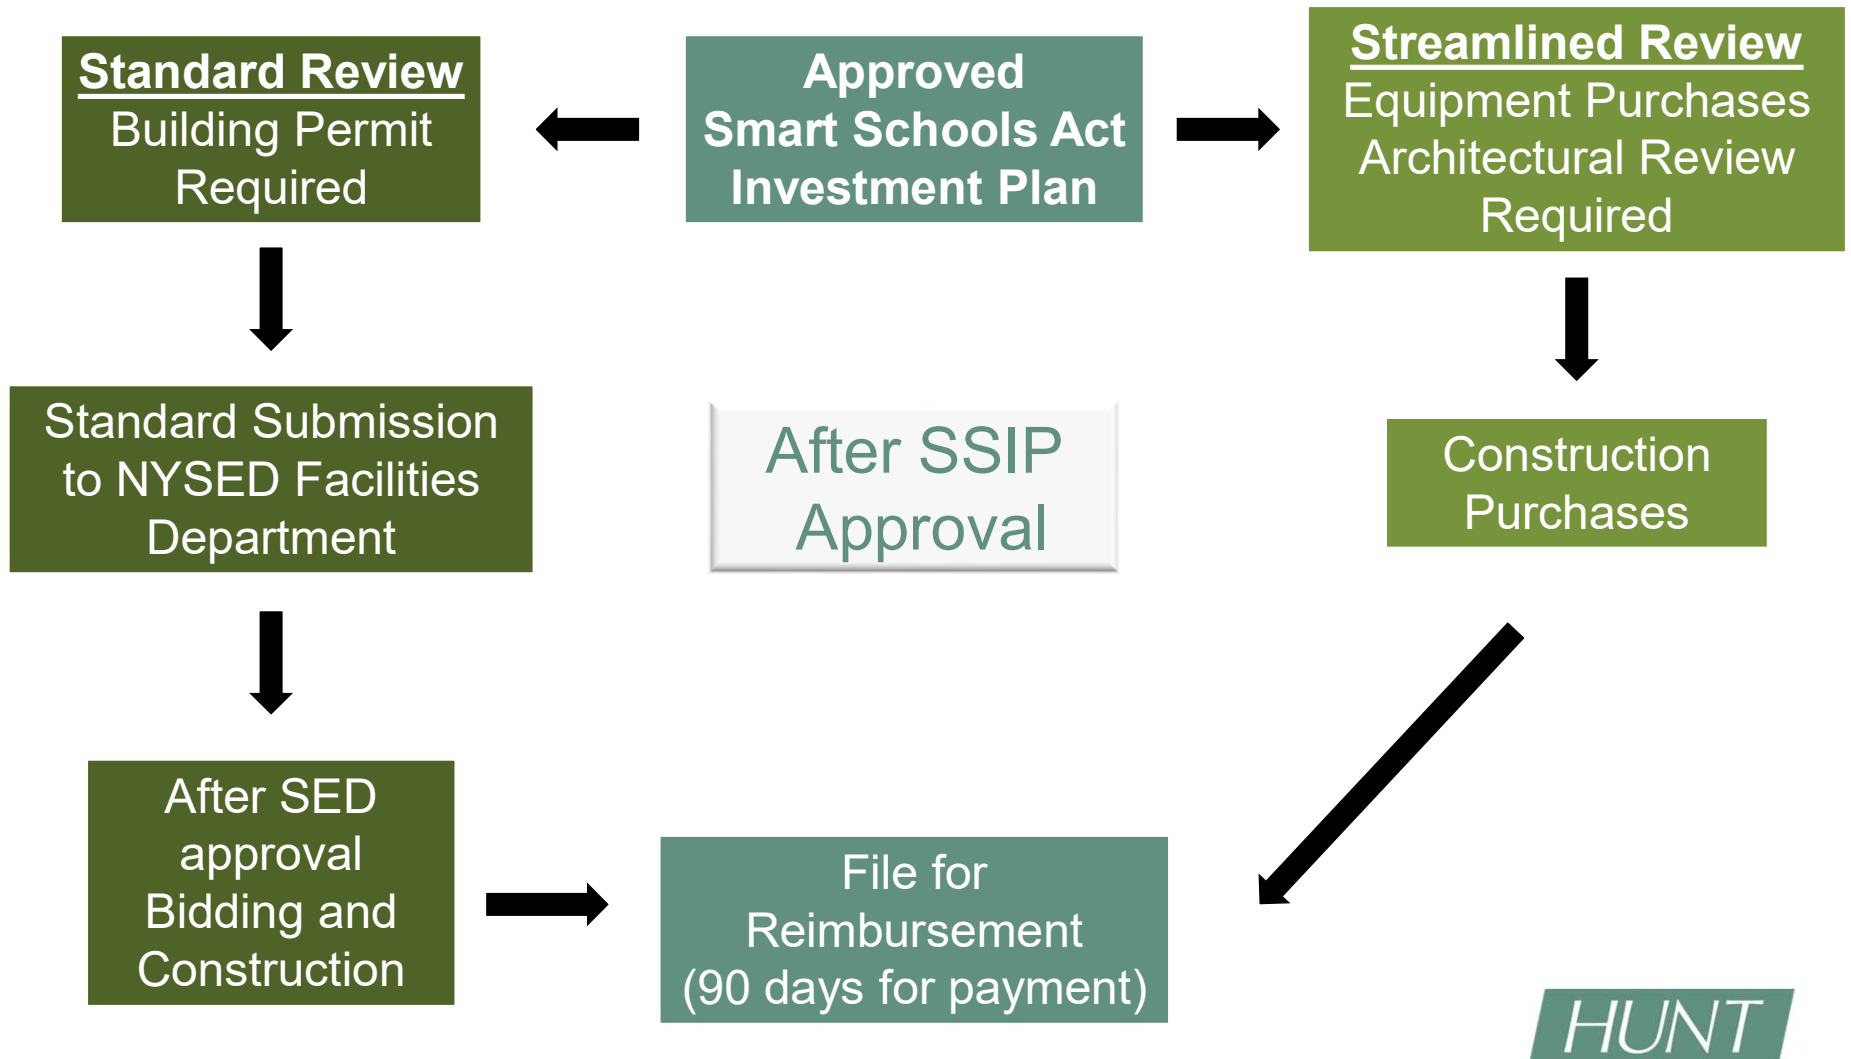 Standard Review
Building Permit
Required
Approved
Smart Schools Act
Investment Plan
Streamlined Review
Equipment Purchases
Architectural Review
Required
Standard Submission
to NYSED Facilities
Department
After SSIP
Approval
Construction
Purchases
After SED
approval
Bidding and
Construction
File for
Reimbursement
(90 days for payment)
HUNT